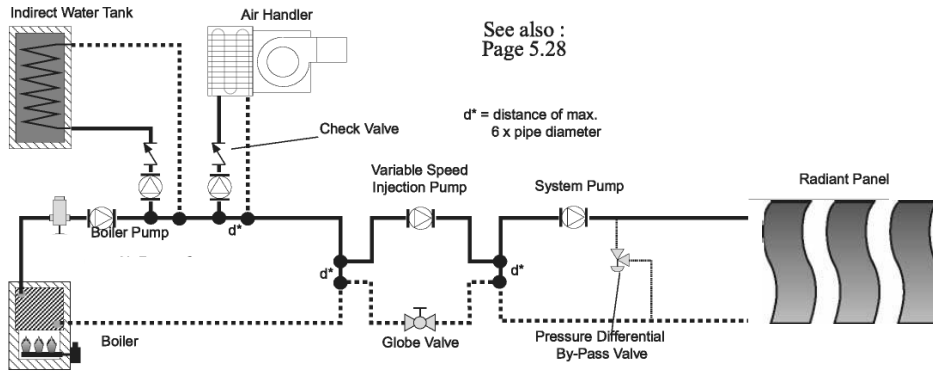 Indirect Water Tank
Air Handler
See also :
Page 5.28
d* = distance of max.
6 x pipe diameter
Check Valve
Variable Speed
Injection Pump
System Pump
Radiant Panel
Boiler Pump
d*
d*
d*
Boiler
Globe Valve
Pressure Differential
By-Pass Valve